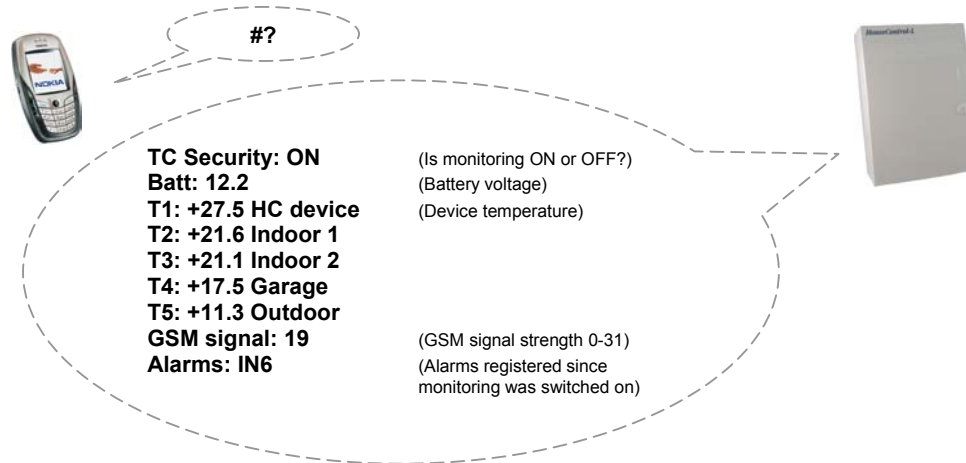 #?
NOKIA
HouseControl-4
TC Security: ON (Is monitoring ON or OFF?)
Batt: 12.2 (Battery voltage)
T1: +27.5 HC device (Device temperature)
T2: +21.6 Indoor 1
T3: +21.1 Indoor 2
T4: +17.5 Garage
T5: +11.3 Outdoor
GSM signal: 19 (GSM signal strength 0-31)
Alarms: IN6 (Alarms registered since
monitoring was switched on)